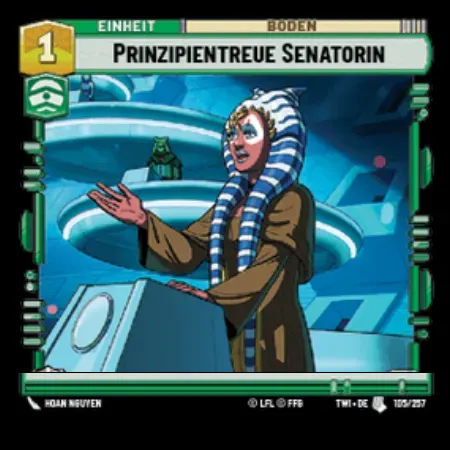 EINHEIT
BODEN
1
PRINZIPIENTREUE SENATORIN
HOAN NGUYEN
© LFL © FFG
TWI • DE
105/257